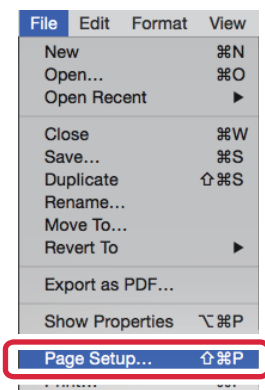 File Edit Format View
New ⌘N
Open... ⌘O
Open Recent ▶
Close ⌘W
Save... ⌘S
Duplicate ⇧⌘S
Rename...
Move To...
Revert To ▶
Export as PDF...
Show Properties ⌥⌘P
Page Setup... ⇧⌘P